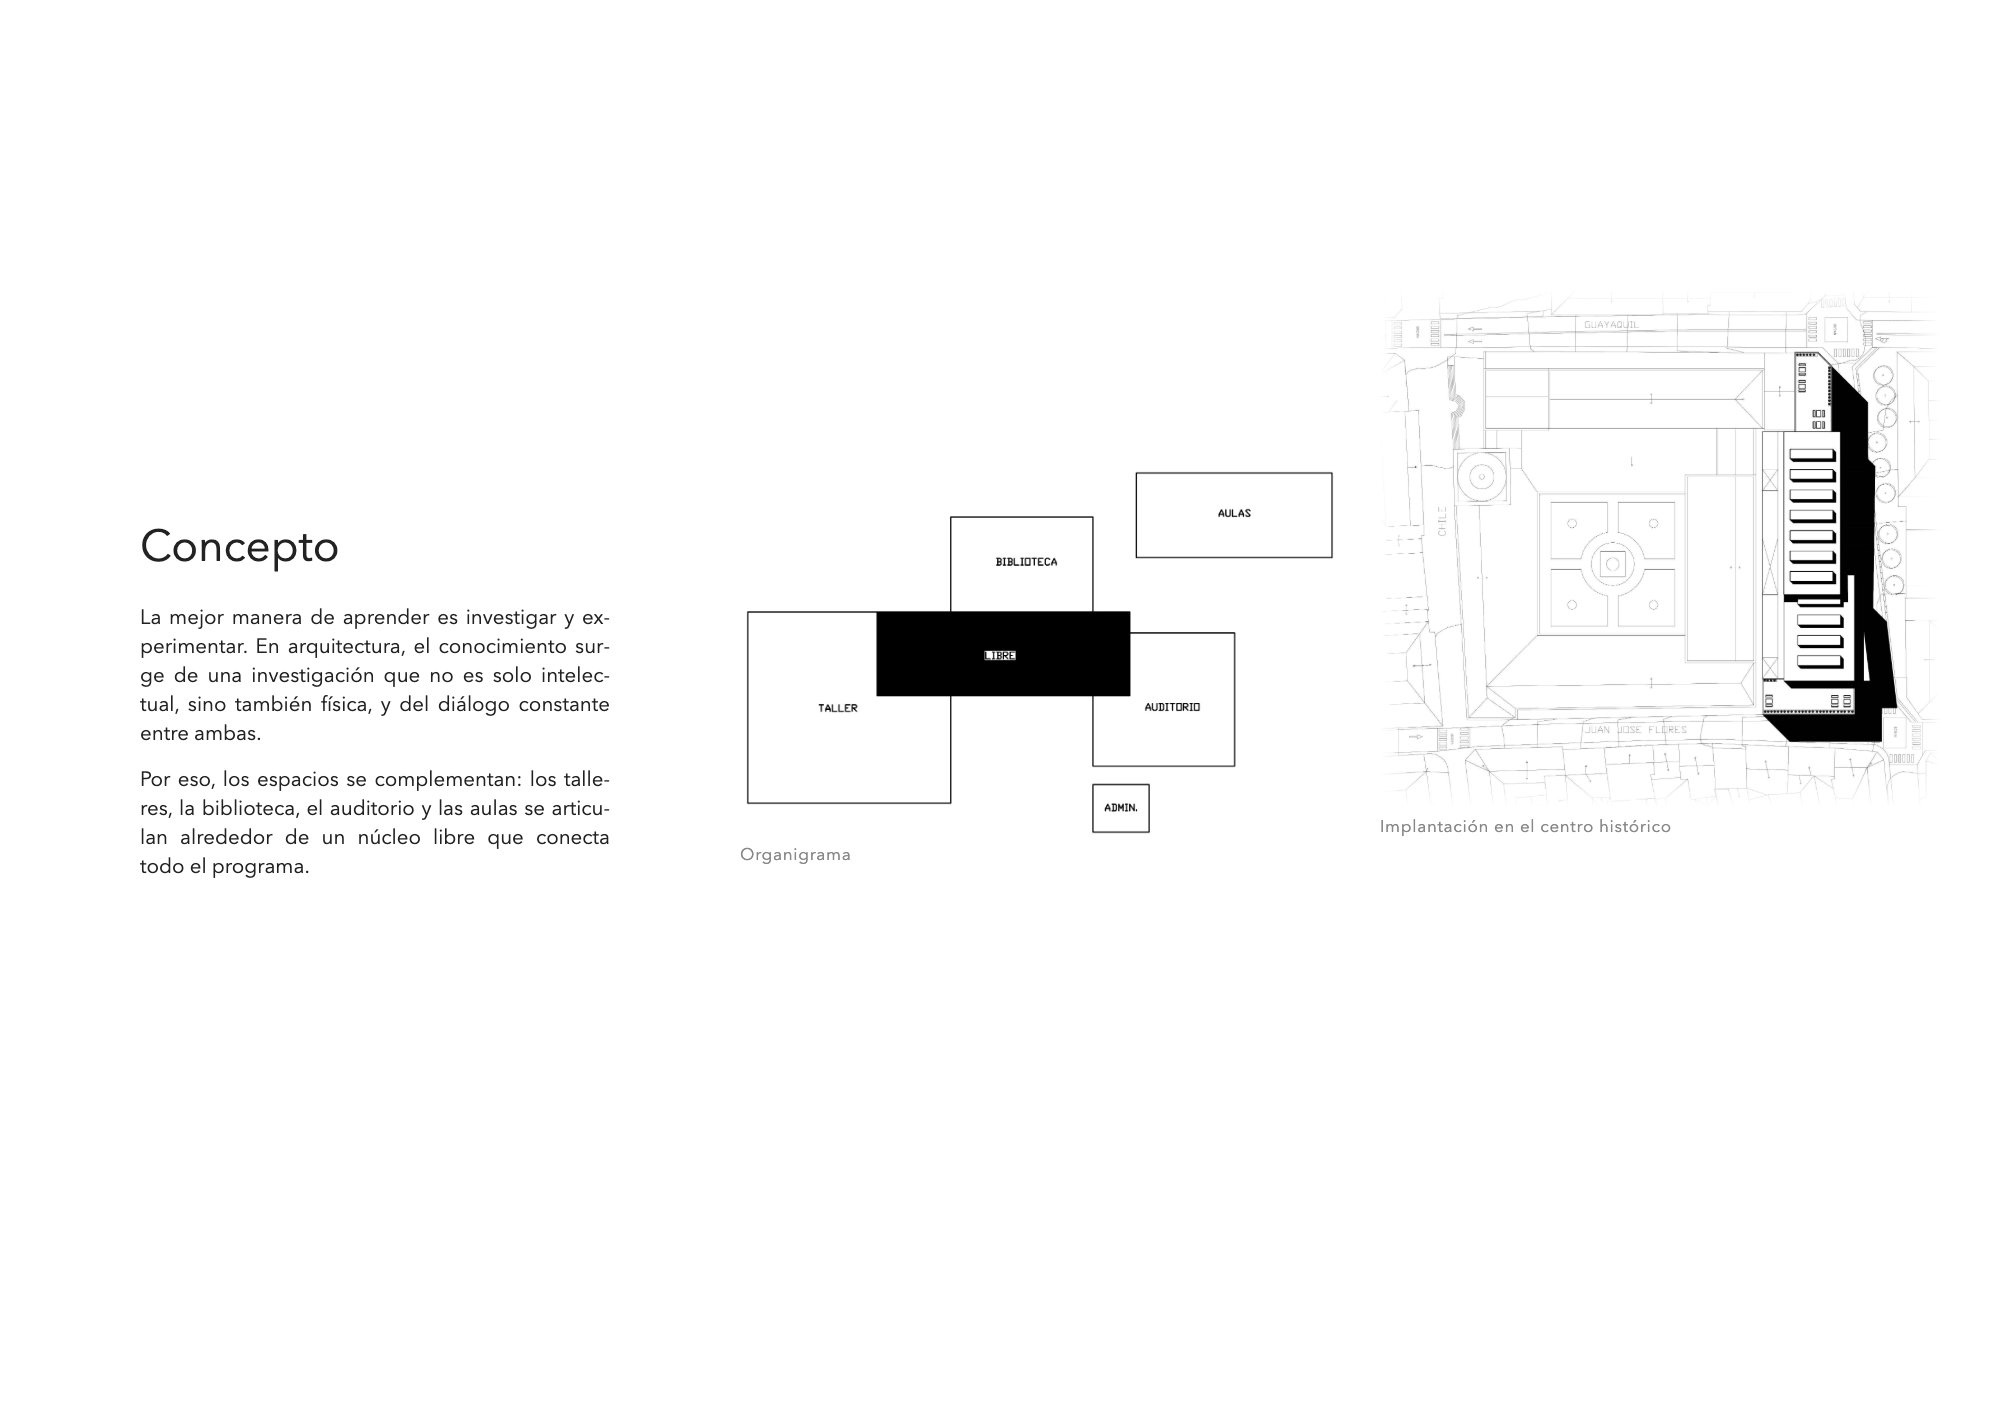 Concepto
La mejor manera de aprender es investigar y ex-
perimentar. En arquitectura, el conocimiento sur-
ge de una investigación que no es solo intelec-
tual, sino también física, y del diálogo constante
entre ambas.
Por eso, los espacios se complementan: los talle-
res, la biblioteca, el auditorio y las aulas se articu-
lan alrededor de un núcleo libre que conecta
todo el programa.
AULAS
BIBLIOTECA
LIBRE
TALLER
AUDITORIO
ADMIN.
Organigrama
GUAYAQUIL
CHILE
JUAN JOSE FLORES
Implantación en el centro histórico